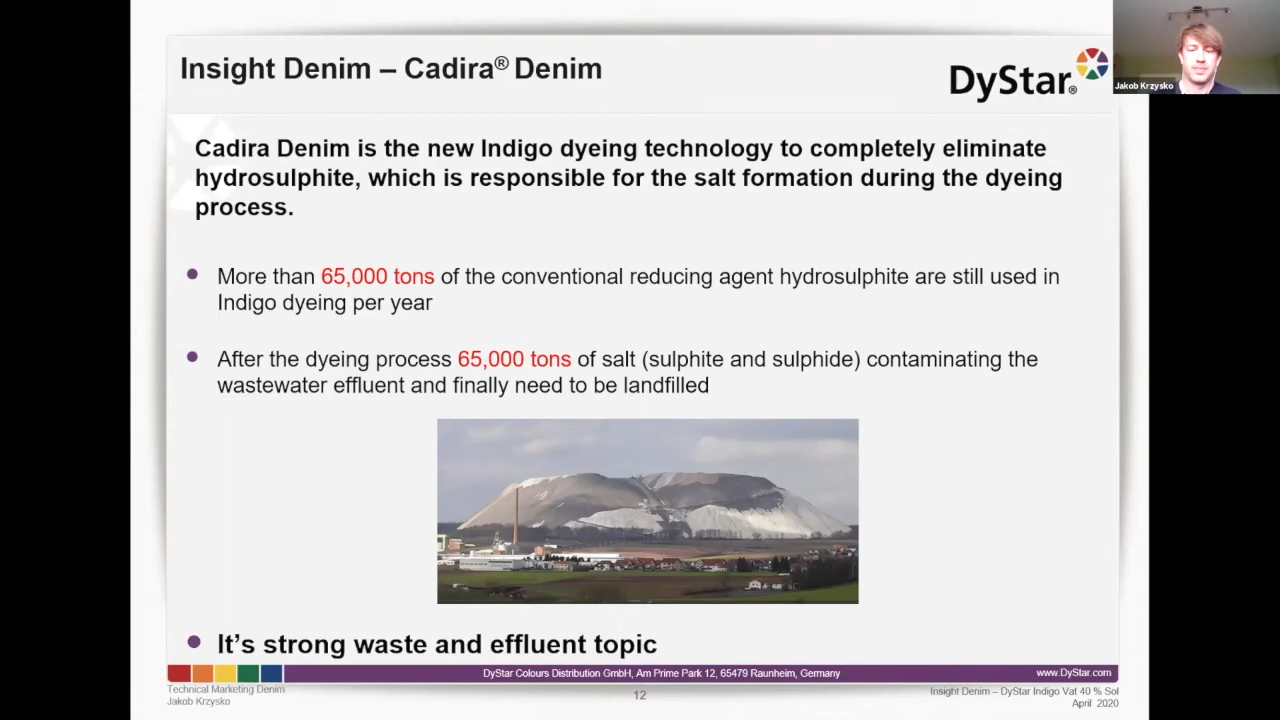 Insight Denim – Cadira® Denim
DyStar®
Jakob Krzysko
Cadira Denim is the new Indigo dyeing technology to completely eliminate
hydrosulphite, which is responsible for the salt formation during the dyeing
process.
More than 65,000 tons of the conventional reducing agent hydrosulphite are still used in
Indigo dyeing per year
After the dyeing process 65,000 tons of salt (sulphite and sulphide) contaminating the
wastewater effluent and finally need to be landfilled
It's strong waste and effluent topic
DyStar Colours Distribution GmbH, Am Prime Park 12, 65479 Raunheim, Germany
www.DyStar.com
Technical Marketing Denim
Jakob Krzysko
12
Insight Denim – DyStar Indigo Vat 40 % Sol
April 2020